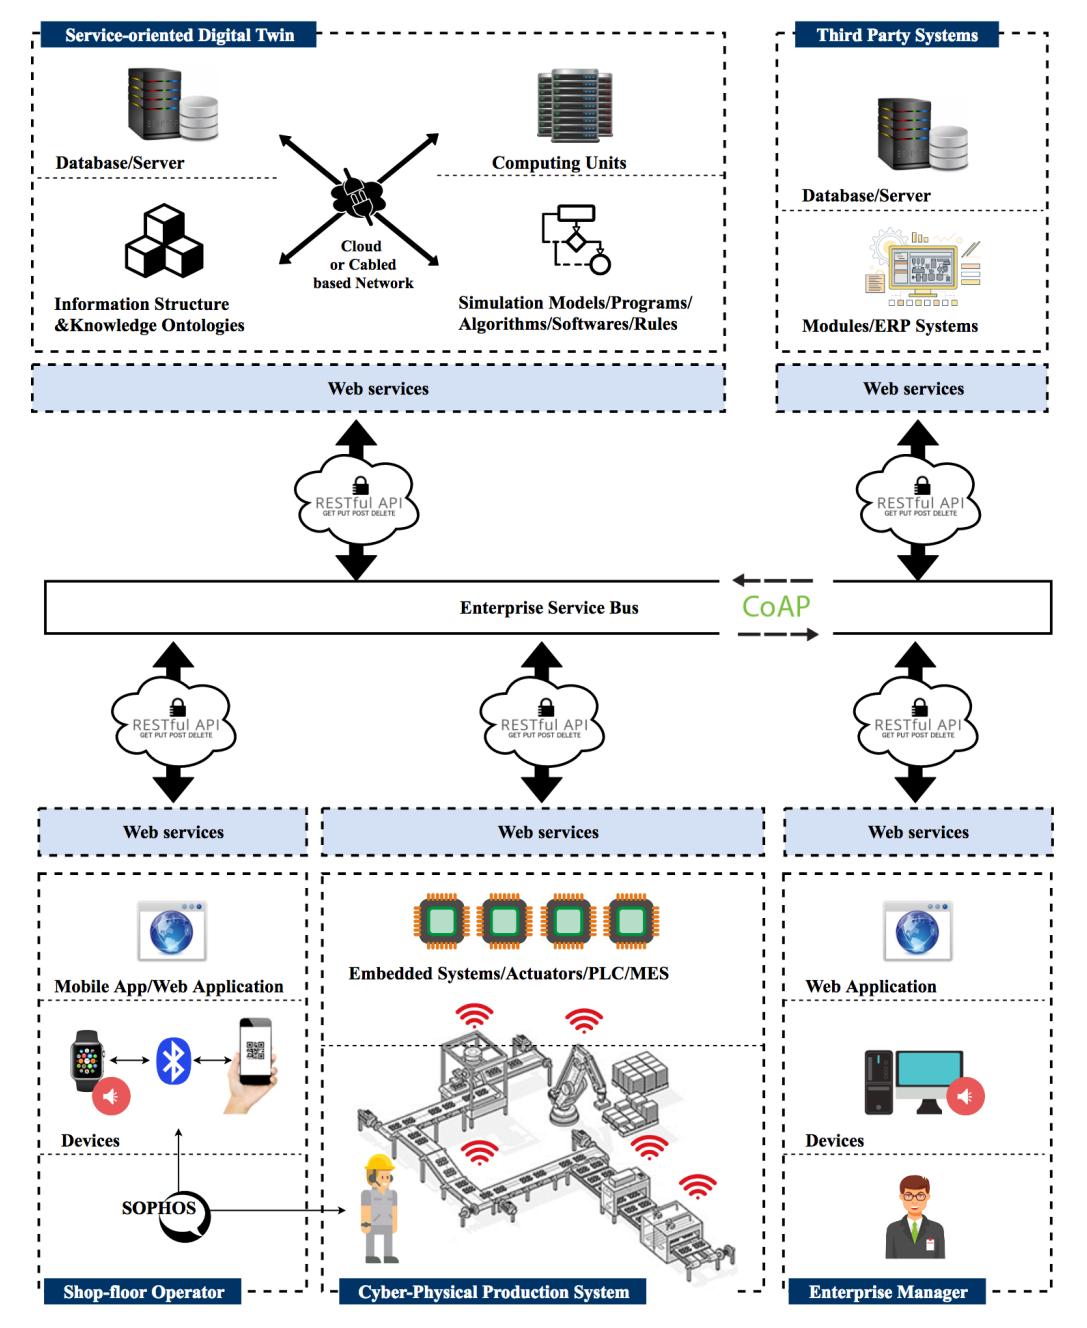 Service-oriented Digital Twin
Third Party Systems
Database/Server
Computing Units
Cloud
or Cabled
based Network
Information Structure
&Knowledge Ontologies
Simulation Models/Programs/
Algorithms/Softwares/Rules
Database/Server
Modules/ERP Systems
Web services
Web services
RESTful API
GET PUT POST DELETE
RESTful API
GET PUT POST DELETE
Enterprise Service Bus
CoAP
RESTful API
GET PUT POST DELETE
RESTful API
GET PUT POST DELETE
RESTful API
GET PUT POST DELETE
Web services
Web services
Web services
Mobile App/Web Application
Embedded Systems/Actuators/PLC/MES
Web Application
Devices
Devices
SOPHOS
Shop-floor Operator
Cyber-Physical Production System
Enterprise Manager